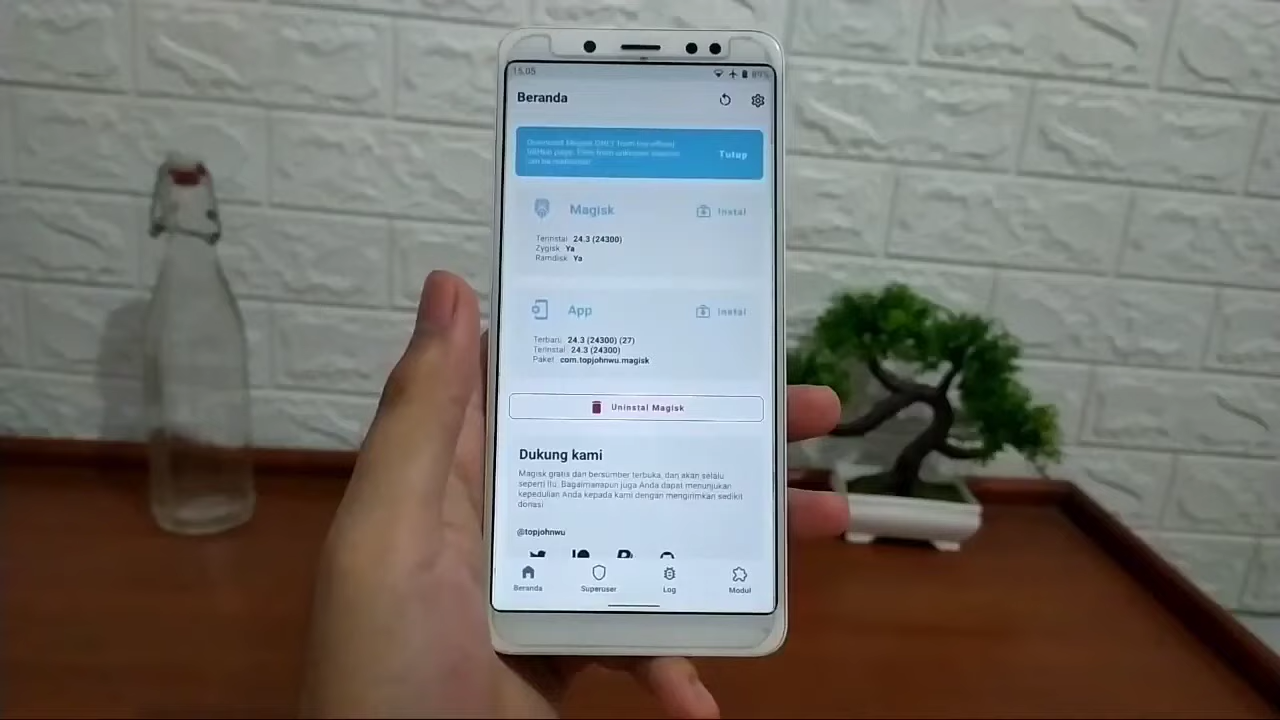 15.05
89%
Beranda
Download Magisk ONLY from the official
GitHub page. Files from unknown sources
can be malicious!
Tutup
Magisk
Instal
Terinstal 24.3 (24300)
Zygisk Ya
Ramdisk Ya
App
Instal
Terbaru 24.3 (24300) (27)
Terinstal 24.3 (24300)
Paket com.topjohnwu.magisk
Uninstal Magisk
Dukung kami
Magisk gratis dan bersumber terbuka, dan akan selalu
seperti itu. Bagaimanapun juga Anda dapat menunjukan
kepedulian Anda kepada kami dengan mengirimkan sedikit
donasi
@topjohnwu
Beranda
Superuser
Log
Modul